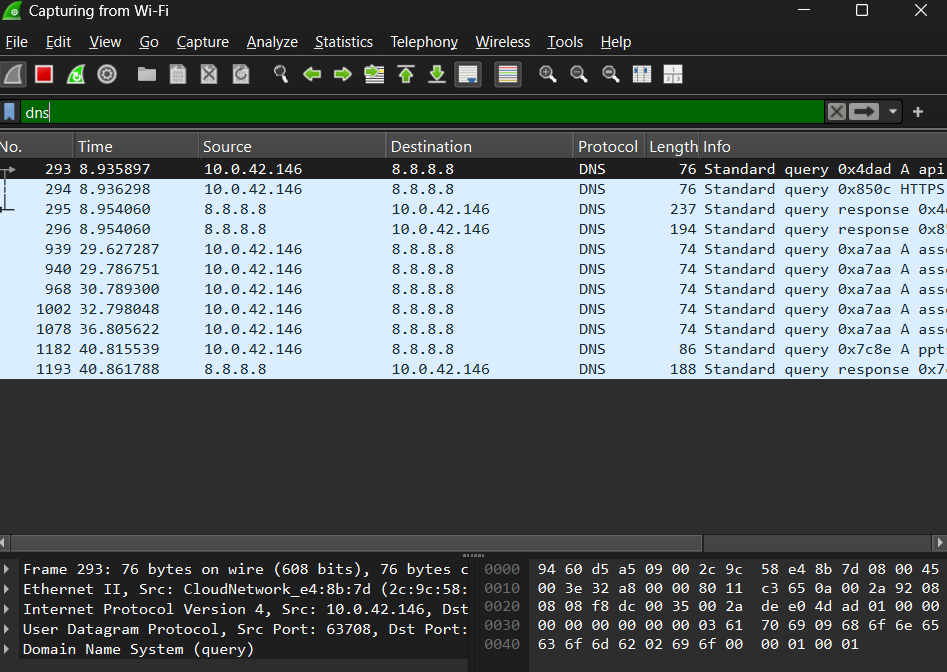 Capturing from Wi-Fi
File Edit View Go Capture Analyze Statistics Telephony Wireless Tools Help
dns
No. Time Source Destination Protocol Length Info
293 8.935897 10.0.42.146 8.8.8.8 DNS 76 Standard query 0x4dad A api
294 8.936298 10.0.42.146 8.8.8.8 DNS 76 Standard query 0x850c HTTPS
295 8.954060 8.8.8.8 10.0.42.146 DNS 237 Standard query response 0x4
296 8.954060 8.8.8.8 10.0.42.146 DNS 194 Standard query response 0x8
939 29.627287 10.0.42.146 8.8.8.8 DNS 74 Standard query 0xa7aa A ass
940 29.786751 10.0.42.146 8.8.8.8 DNS 74 Standard query 0xa7aa A ass
968 30.789300 10.0.42.146 8.8.8.8 DNS 74 Standard query 0xa7aa A ass
1002 32.798048 10.0.42.146 8.8.8.8 DNS 74 Standard query 0xa7aa A ass
1078 36.805622 10.0.42.146 8.8.8.8 DNS 74 Standard query 0xa7aa A ass
1182 40.815539 10.0.42.146 8.8.8.8 DNS 86 Standard query 0x7c8e A ppt
1193 40.861788 8.8.8.8 10.0.42.146 DNS 188 Standard query response 0x7
Frame 293: 76 bytes on wire (608 bits), 76 bytes c
Ethernet II, Src: CloudNetwork_e4:8b:7d (2c:9c:58:
Internet Protocol Version 4, Src: 10.0.42.146, Dst
User Datagram Protocol, Src Port: 63708, Dst Port:
Domain Name System (query)
0000 94 60 d5 a5 09 00 2c 9c 58 e4 8b 7d 08 00 45
0010 00 3e 32 a8 00 00 80 11 c3 65 0a 00 2a 92 08
0020 08 08 f8 dc 00 35 00 2a de e0 4d ad 01 00 00
0030 00 00 00 00 00 00 03 61 70 69 09 68 6f 6e 65
0040 63 6f 6d 62 02 69 6f 00 00 01 00 01